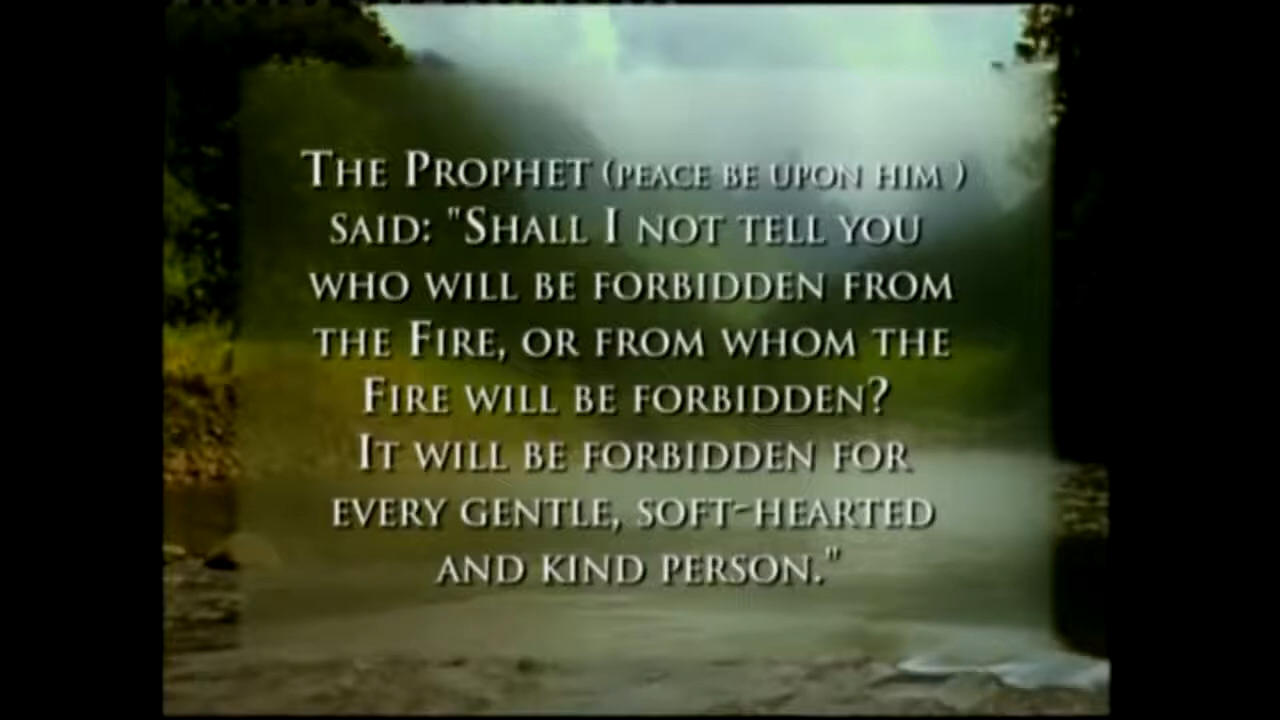 The Prophet (peace be upon him )
said: "Shall I not tell you
who will be forbidden from
the Fire, or from whom the
Fire will be forbidden?
It will be forbidden for
every gentle, soft-hearted
and kind person."